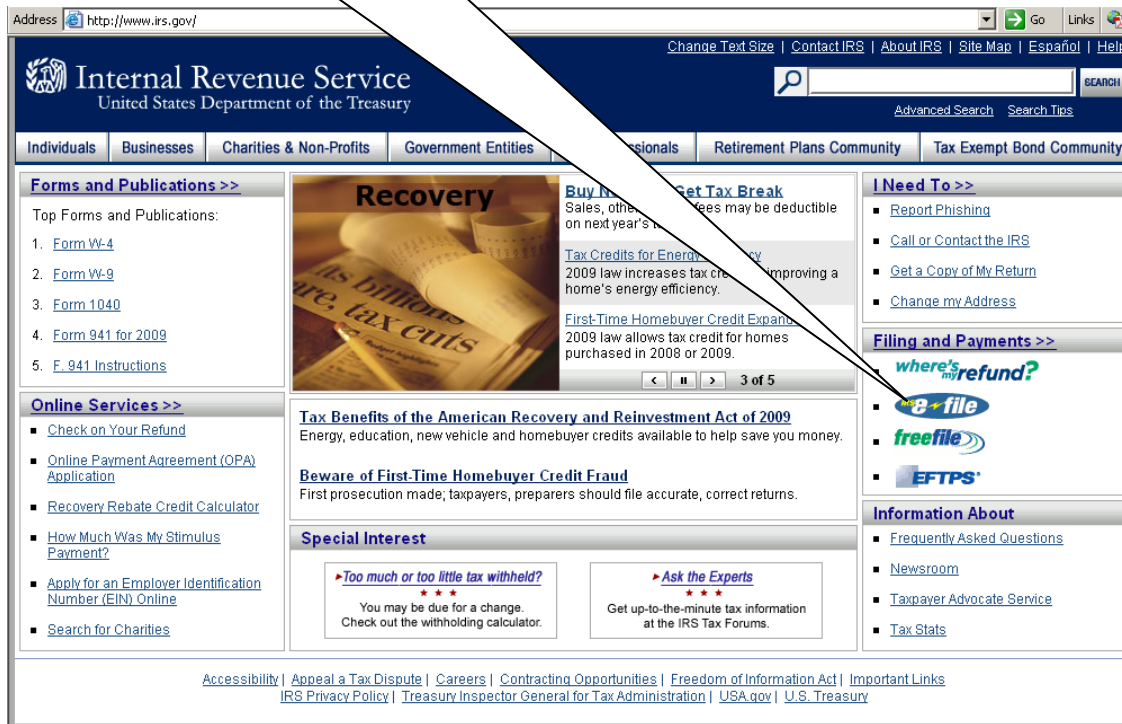 Address http://www.irs.gov/ Go Links
Change Text Size | Contact IRS | About IRS | Site Map | Español | Help
Internal Revenue Service
United States Department of the Treasury
SEARCH
Advanced Search Search Tips
Individuals Businesses Charities & Non-Profits Government Entities Retirement Plans Community Tax Exempt Bond Community
Forms and Publications >>
Top Forms and Publications:
1. Form W-4
2. Form W-9
3. Form 1040
4. Form 941 for 2009
5. F. 941 Instructions
Online Services >>
Check on Your Refund
Online Payment Agreement (OPA)
Application
Recovery Rebate Credit Calculator
How Much Was My Stimulus
Payment?
Apply for an Employer Identification
Number (EIN) Online
Search for Charities
Recovery
its billions
are, tax cuts
Buy Get Tax Break
Sales, other fees may be deductible
on next year's
Tax Credits for Energy
2009 law increases tax improving a
home's energy efficiency.
First-Time Homebuyer Credit
2009 law allows tax credit for homes
purchased in 2008 or 2009.
3 of 5
Tax Benefits of the American Recovery and Reinvestment Act of 2009
Energy, education, new vehicle and homebuyer credits available to help save you money.
Beware of First-Time Homebuyer Credit Fraud
First prosecution made; taxpayers, preparers should file accurate, correct returns.
Special Interest
Too much or too little tax withheld?
You may be due for a change.
Check out the withholding calculator.
Ask the Experts
Get up-to-the-minute tax information
at the IRS Tax Forums.
I Need To >>
Report Phishing
Call or Contact the IRS
Get a Copy of My Return
Change my Address
Filing and Payments >>
where's my refund?
IRS e-file
freefile
EFTPS
Information About
Frequently Asked Questions
Newsroom
Taxpayer Advocate Service
Tax Stats
Accessibility | Appeal a Tax Dispute | Careers | Contracting Opportunities | Freedom of Information Act | Important Links
IRS Privacy Policy | Treasury Inspector General for Tax Administration | USA.gov | U.S. Treasury